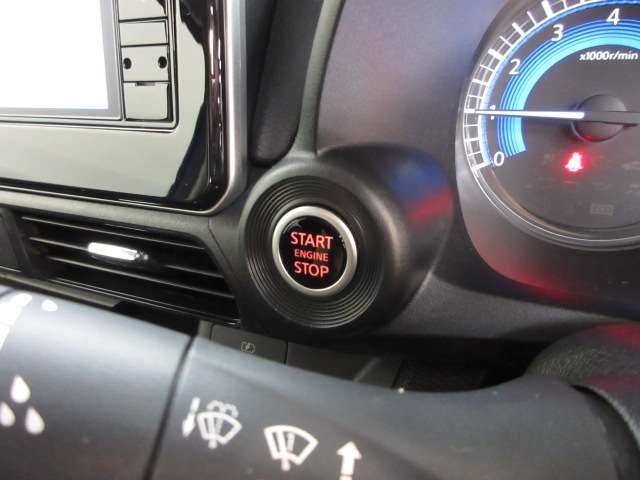 4
3
2
1
0
x1000r/min
START
ENGINE
STOP